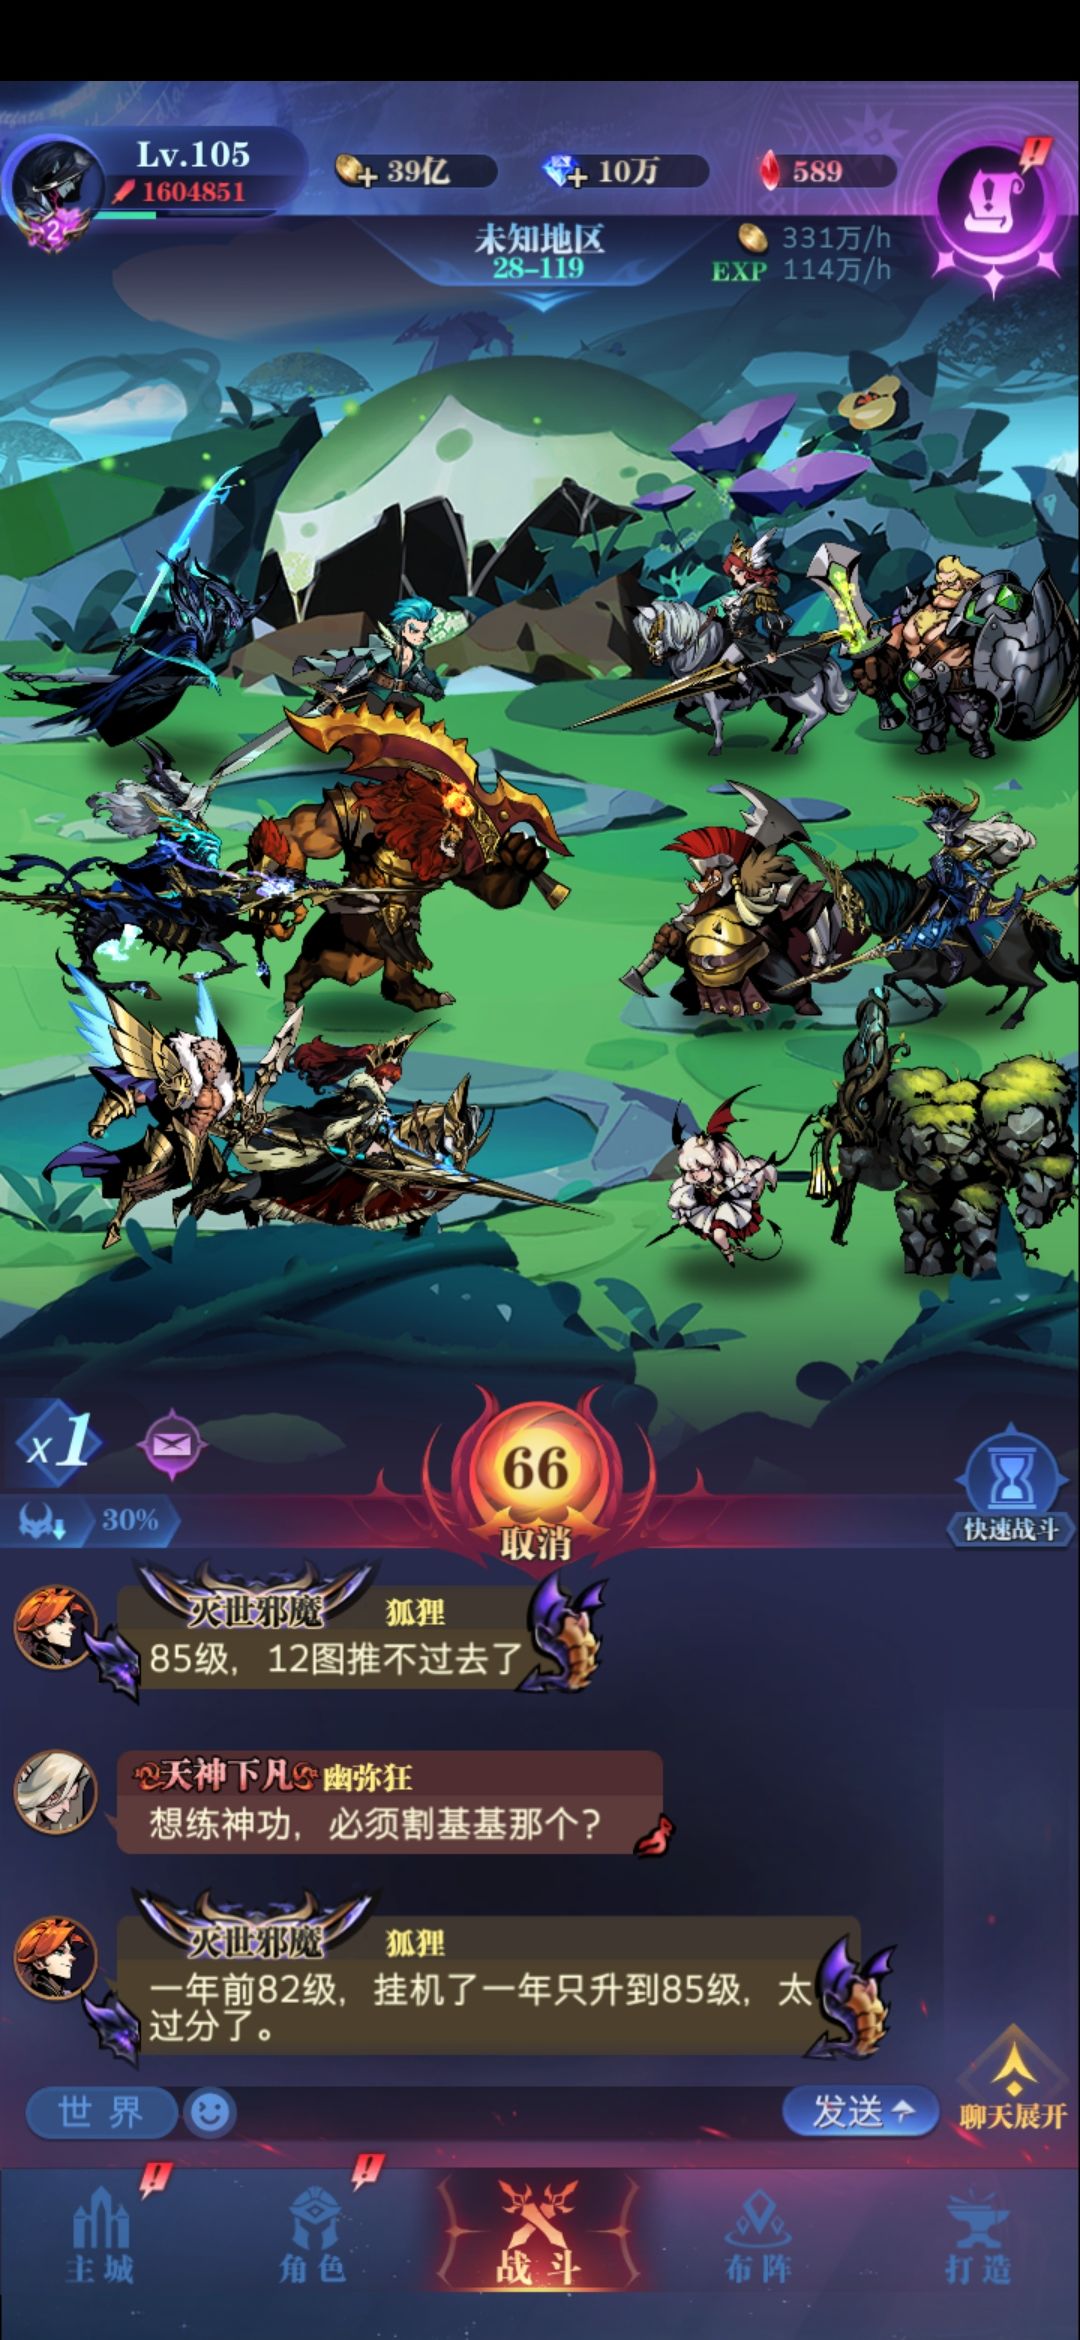 Lv.105
1604851
2
39亿
10万
589
未知地区
28-119
331万/h
EXP 114万/h
x1
66
取消
30%
快速战斗
灭世邪魔 狐狸
85级，12图推不过去了
天神下凡 幽弥狂
想练神功，必须割基基那个？
灭世邪魔 狐狸
一年前82级，挂机了一年只升到85级，太
过分了。
世界
发送
聊天展开
主城
角色
战斗
布阵
打造